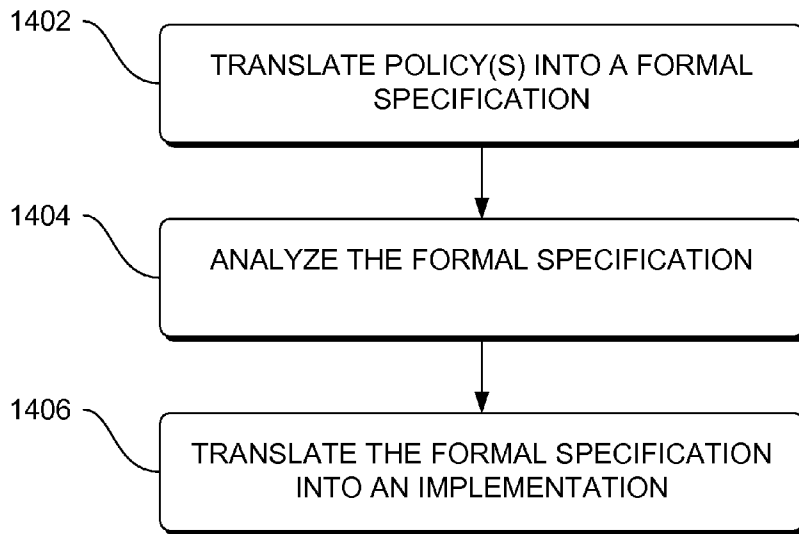 1402
TRANSLATE POLICY(S) INTO A FORMAL
SPECIFICATION
1404
ANALYZE THE FORMAL SPECIFICATION
1406
TRANSLATE THE FORMAL SPECIFICATION
INTO AN IMPLEMENTATION